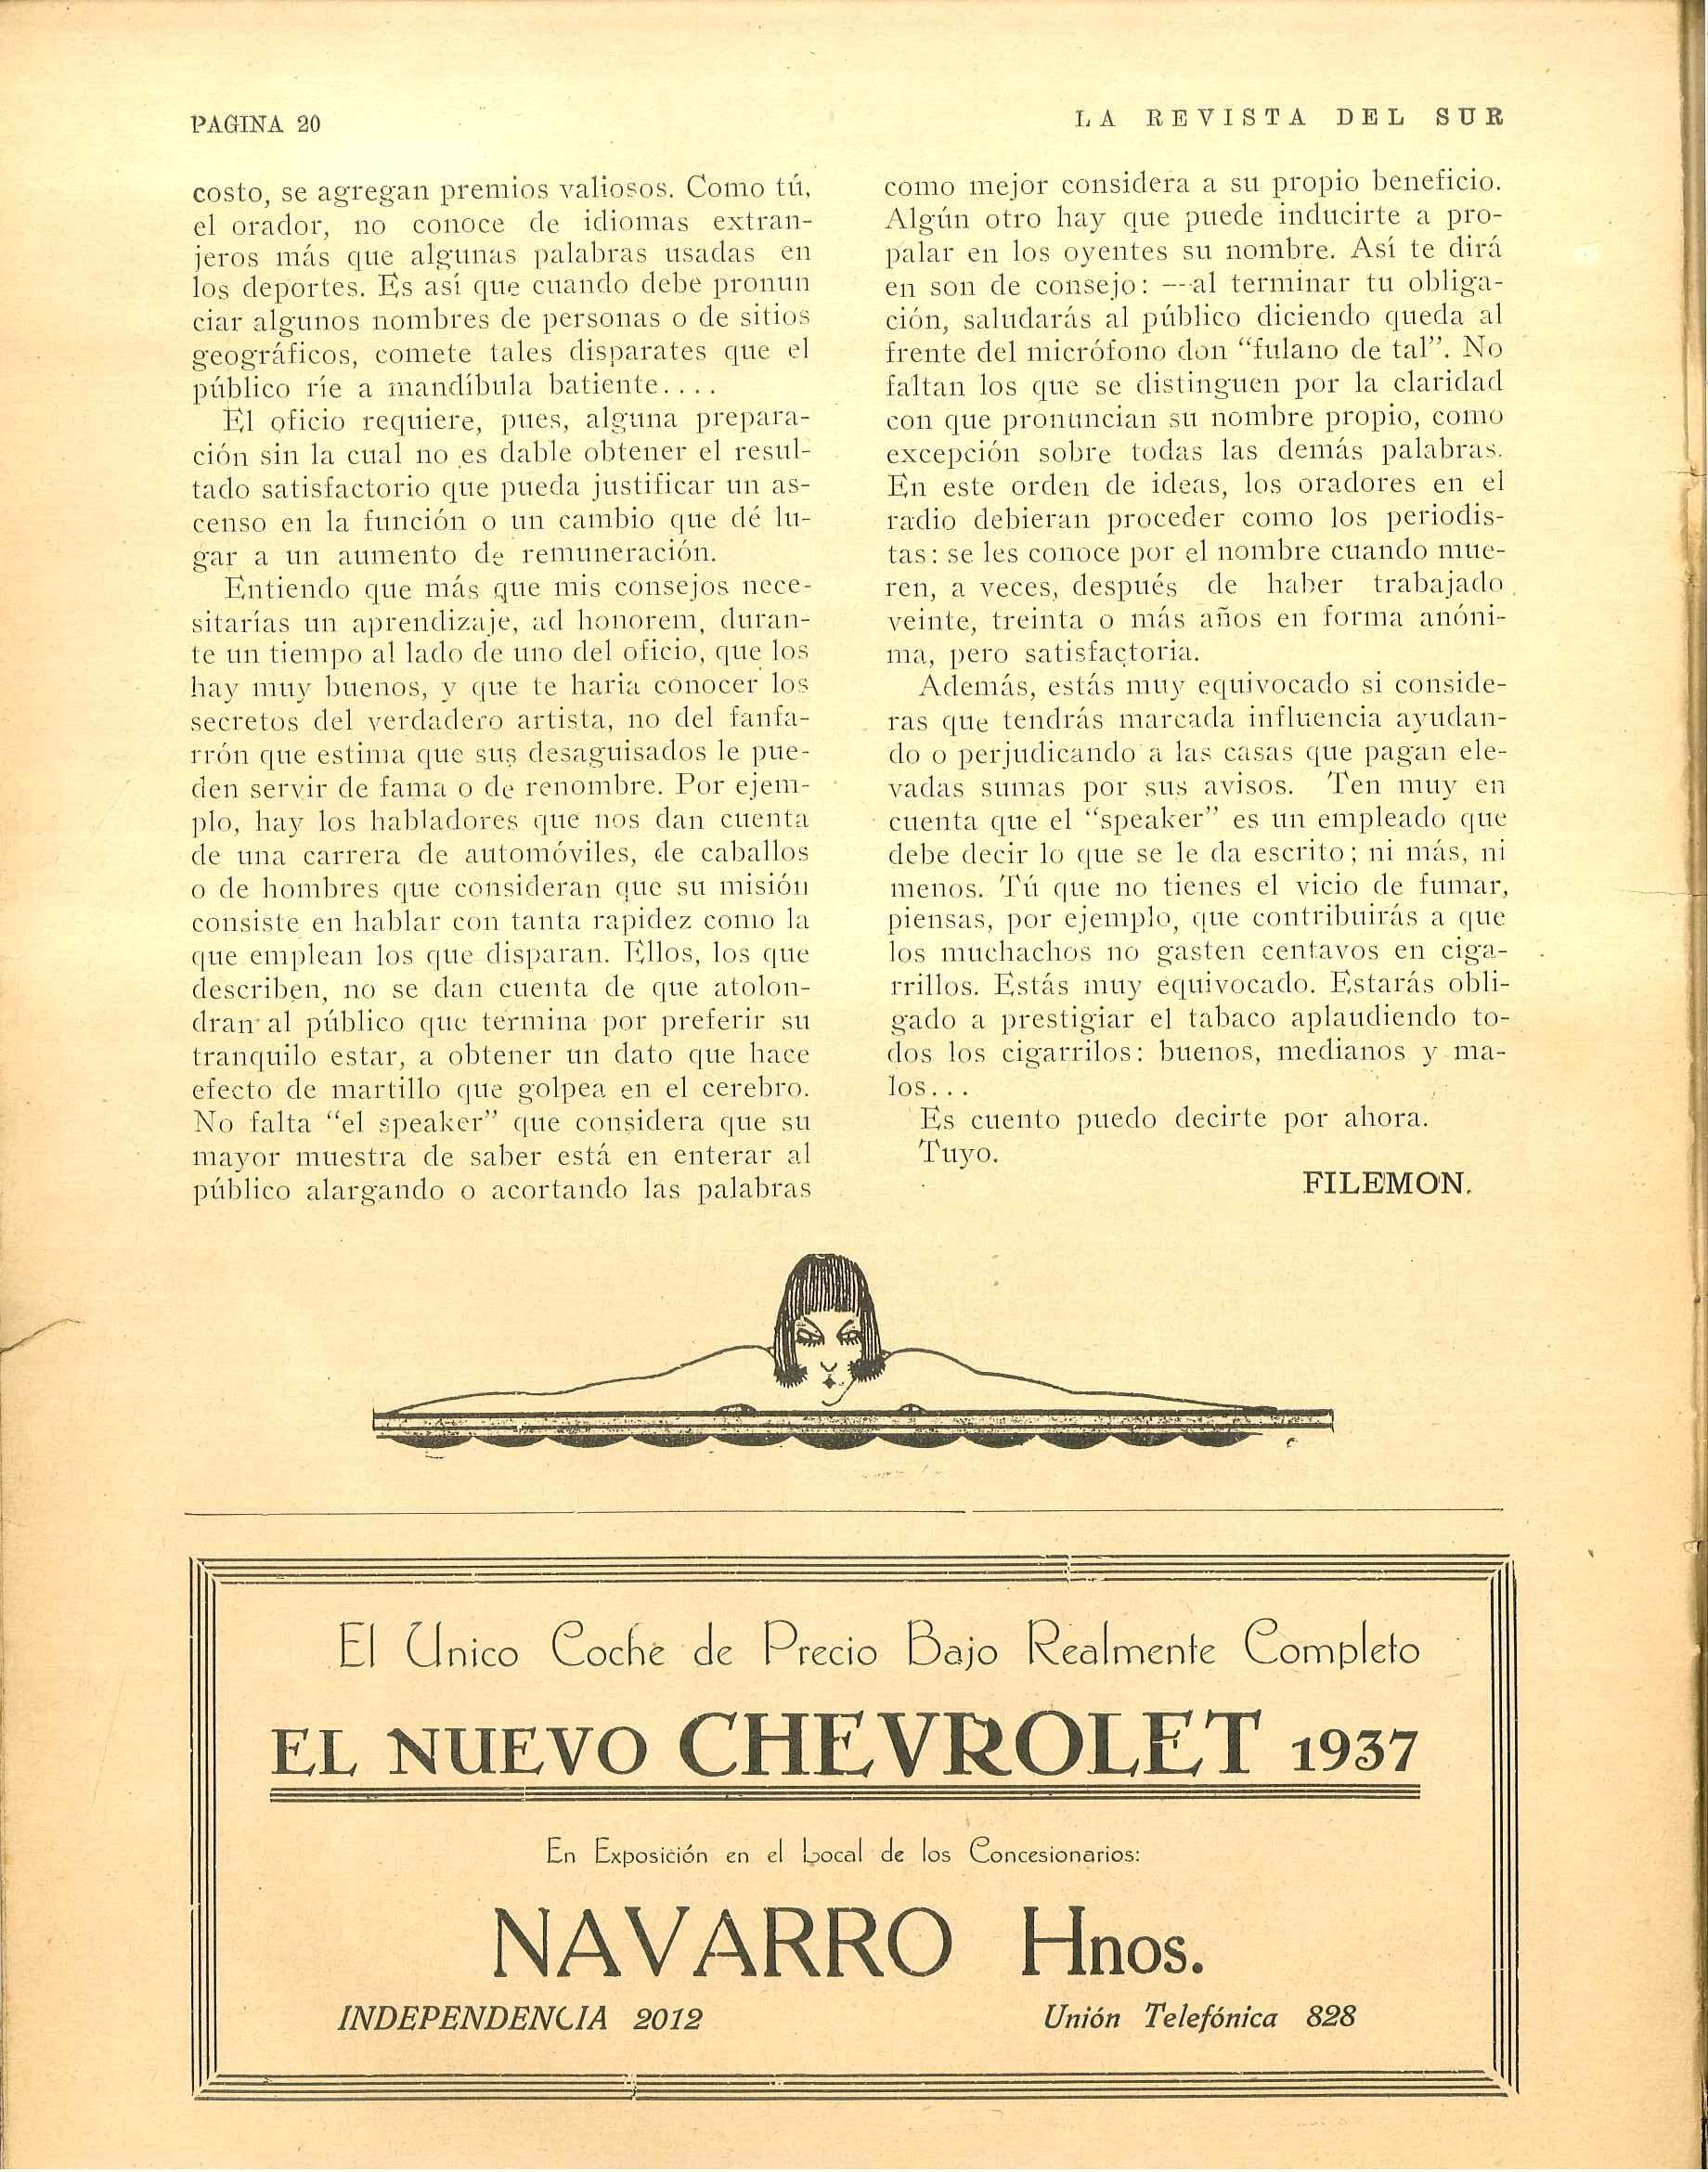 PAGINA 20
LA REVISTA DEL SUR
costo, se agregan premios valiosos. Como tú,
el orador, no conoce de idiomas extran-
jeros más que algunas palabras usadas en
los deportes. Es así que cuando debe pronun
ciar algunos nombres de personas o de sitios
geográficos, comete tales disparates que el
público ríe a mandíbula batiente....
El oficio requiere, pues, alguna prepara-
ción sin la cual no es dable obtener el resul-
tado satisfactorio que pueda justificar un as-
censo en la función o un cambio que dé lu-
gar a un aumento de remuneración.
Entiendo que más que mis consejos nece-
sitarías un aprendizaje, ad honorem, duran-
te un tiempo al lado de uno del oficio, que los
hay muy buenos, y que te haria conocer los
secretos del verdadero artista, no del fanfa-
rrón que estima que sus desaguisados le pue-
den servir de fama o de renombre. Por ejem-
plo, hay los habladores que nos dan cuenta
de una carrera de automóviles, de caballos
o de hombres que consideran que su misión
consiste en hablar con tanta rapidez como la
que emplean los que disparan. Ellos, los que
describen, no se dan cuenta de que atolon-
dran al público que termina por preferir su
tranquilo estar, a obtener un dato que hace
efecto de martillo que golpea en el cerebro.
No falta “el speaker” que considera que su
mayor muestra de saber está en enterar al
público alargando o acortando las palabras
como mejor considera a su propio beneficio.
Algún otro hay que puede inducirte a pro-
palar en los oyentes su nombre. Así te dirá
en son de consejo: —al terminar tu obliga-
ción, saludarás al público diciendo queda al
frente del micrófono don “fulano de tal”. No
faltan los que se distinguen por la claridad
con que pronuncian su nombre propio, como
excepción sobre todas las demás palabras.
En este orden de ideas, los oradores en el
radio debieran proceder como los periodis-
tas: se les conoce por el nombre cuando mue-
ren, a veces, después de haber trabajado
veinte, treinta o más años en forma anóni-
ma, pero satisfactoria.
Además, estás muy equivocado si conside-
ras que tendrás marcada influencia ayudan-
do o perjudicando a las casas que pagan ele-
vadas sumas por sus avisos. Ten muy en
cuenta que el “speaker” es un empleado que
debe decir lo que se le da escrito; ni más, ni
menos. Tú que no tienes el vicio de fumar,
piensas, por ejemplo, que contribuirás a que
los muchachos no gasten centavos en ciga-
rrillos. Estás muy equivocado. Estarás obli-
gado a prestigiar el tabaco aplaudiendo to-
dos los cigarrilos: buenos, medianos y ma-
los...
Es cuento puedo decirte por ahora.
Tuyo.
FILEMON.
El Unico Coche de Precio Bajo Realmente Completo
EL NUEVO CHEVROLET 1937
En Exposición en el Local de los Concesionarios:
NAVARRO Hnos.
INDEPENDENCIA 2012
Unión Telefónica 828